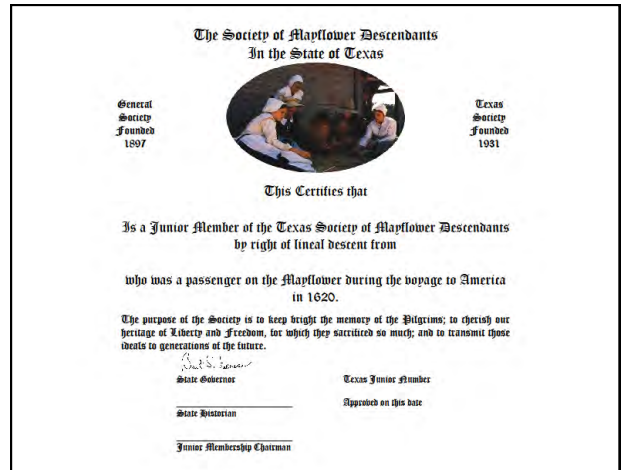 The Society of Mayflower Descendants
In the State of Texas
General
Society
Founded
1897
Texas
Society
Founded
1931
This Certifies that
Is a Junior Member of the Texas Society of Mayflower Descendants
by right of lineal descent from
who was a passenger on the Mayflower during the voyage to America
in 1620.
The purpose of the Society is to keep bright the memory of the Pilgrims; to cherish our
heritage of Liberty and Freedom, for which they sacrificed so much; and to transmit those
ideals to generations of the future.
State Governor
Texas Junior Number
Approved on this date
State Historian
Junior Membership Chairman